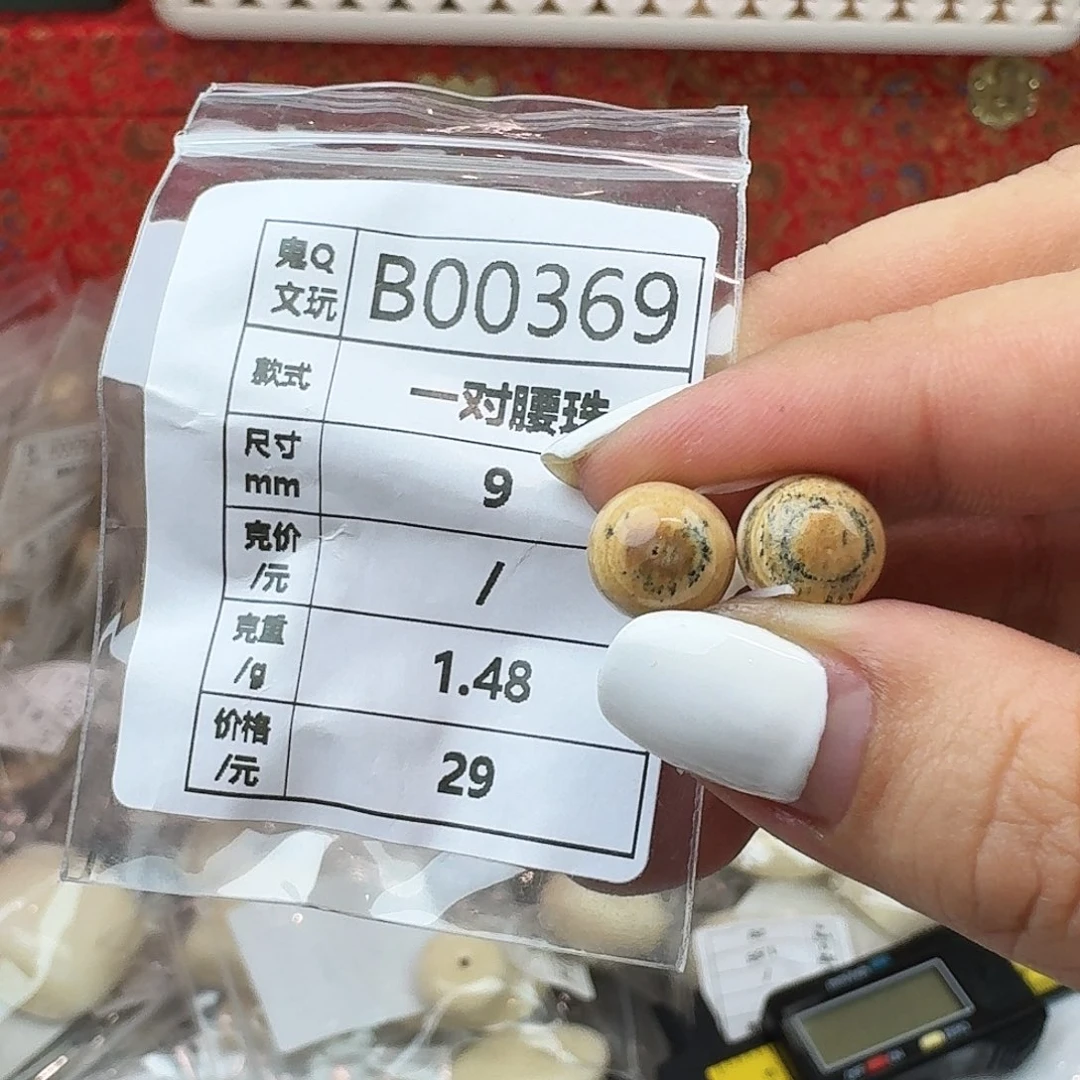 鬼Q
文玩
B00369
款式
一对腰珠
尺寸
mm
9
克价
/元
/
克重
/g
1.48
价格
/元
29